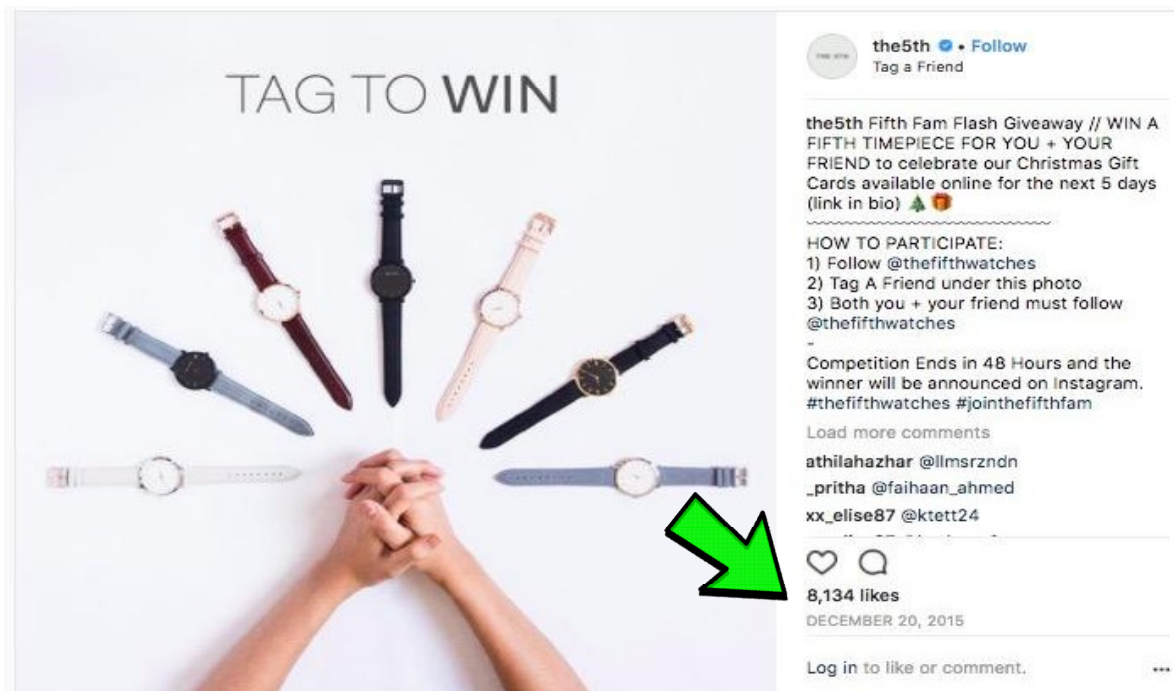 TAG TO WIN
the5th • Follow
Tag a Friend
the5th Fifth Fam Flash Giveaway // WIN A
FIFTH TIMEPIECE FOR YOU + YOUR
FRIEND to celebrate our Christmas Gift
Cards available online for the next 5 days
(link in bio) 🎄🎁
HOW TO PARTICIPATE:
1) Follow @thefifthwatches
2) Tag A Friend under this photo
3) Both you + your friend must follow
@thefifthwatches
-
Competition Ends in 48 Hours and the
winner will be announced on Instagram.
#thefifthwatches #jointhefifthfam
Load more comments
athilahazhar @llmsrzndn
_pritha @faihaan_ahmed
xx_elise87 @ktett24
8,134 likes
DECEMBER 20, 2015
Log in to like or comment.